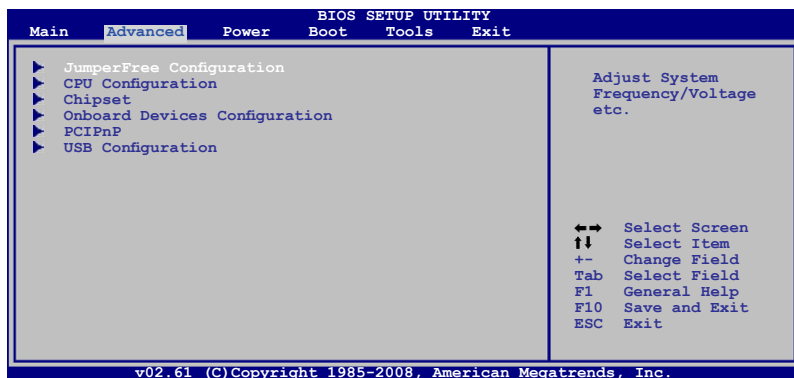 BIOS SETUP UTILITY
Main Advanced Power Boot Tools Exit
JumperFree Configuration
CPU Configuration
Chipset
Onboard Devices Configuration
PCIPnP
USB Configuration
Adjust System
Frequency/Voltage
etc.
←→ Select Screen
↑↓ Select Item
+- Change Field
Tab Select Field
F1 General Help
F10 Save and Exit
ESC Exit
v02.61 (C)Copyright 1985-2008, American Megatrends, Inc.